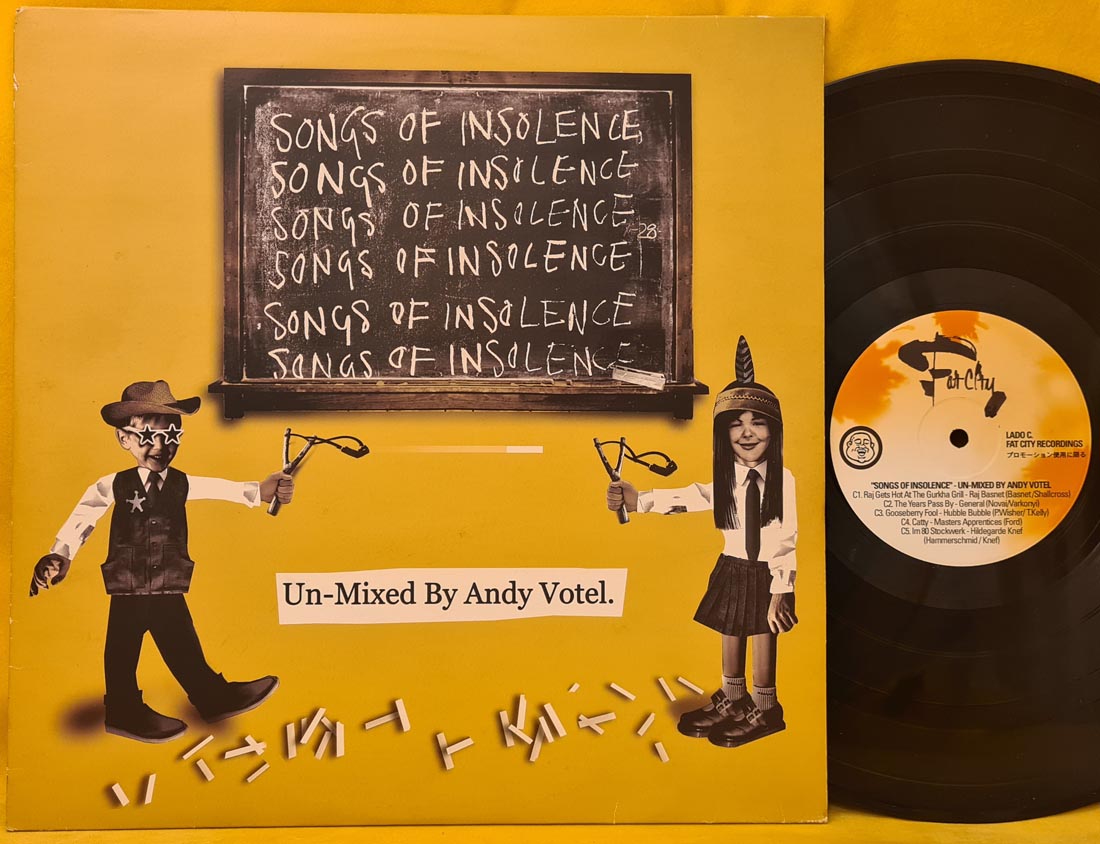 SONGS OF INSOLENCE
SONGS OF INSOLENCE
SONGS OF INSOLENCE
28
SONGS OF INSOLENCE
SONGS OF INSOLENCE
SONGS OF INSOLENCE
Un-Mixed By Andy Votel.
Fat City
LADO C.
FAT CITY RECORDINGS
プロモーション使用に限る
"SONGS OF INSOLENCE" - UN-MIXED BY ANDY VOTEL
C1. Raj Gets Hot At The Gurkha Grill - Raj Basnet (Basnet/Shallcross)
C2. The Years Pass By - General (Novai/Varkonyi)
C3. Gooseberry Fool - Hubble Bubble (P.Wisher/ T.Kelly)
C4. Catty - Masters Apprentices (Ford)
C5. Im 80 Stockwerk - Hildegarde Knef
(Hammerschmid / Knef)